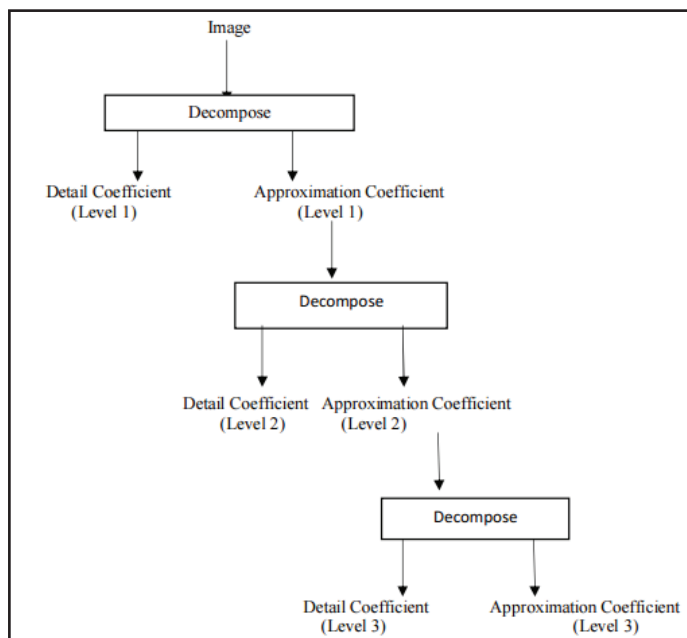 Image
Decompose
Detail Coefficient Approximation Coefficient
(Level 1) (Level 1)
Decompose
Detail Coefficient Approximation Coefficient
(Level 2) (Level 2)
Decompose
Detail Coefficient Approximation Coefficient
(Level 3) (Level 3)